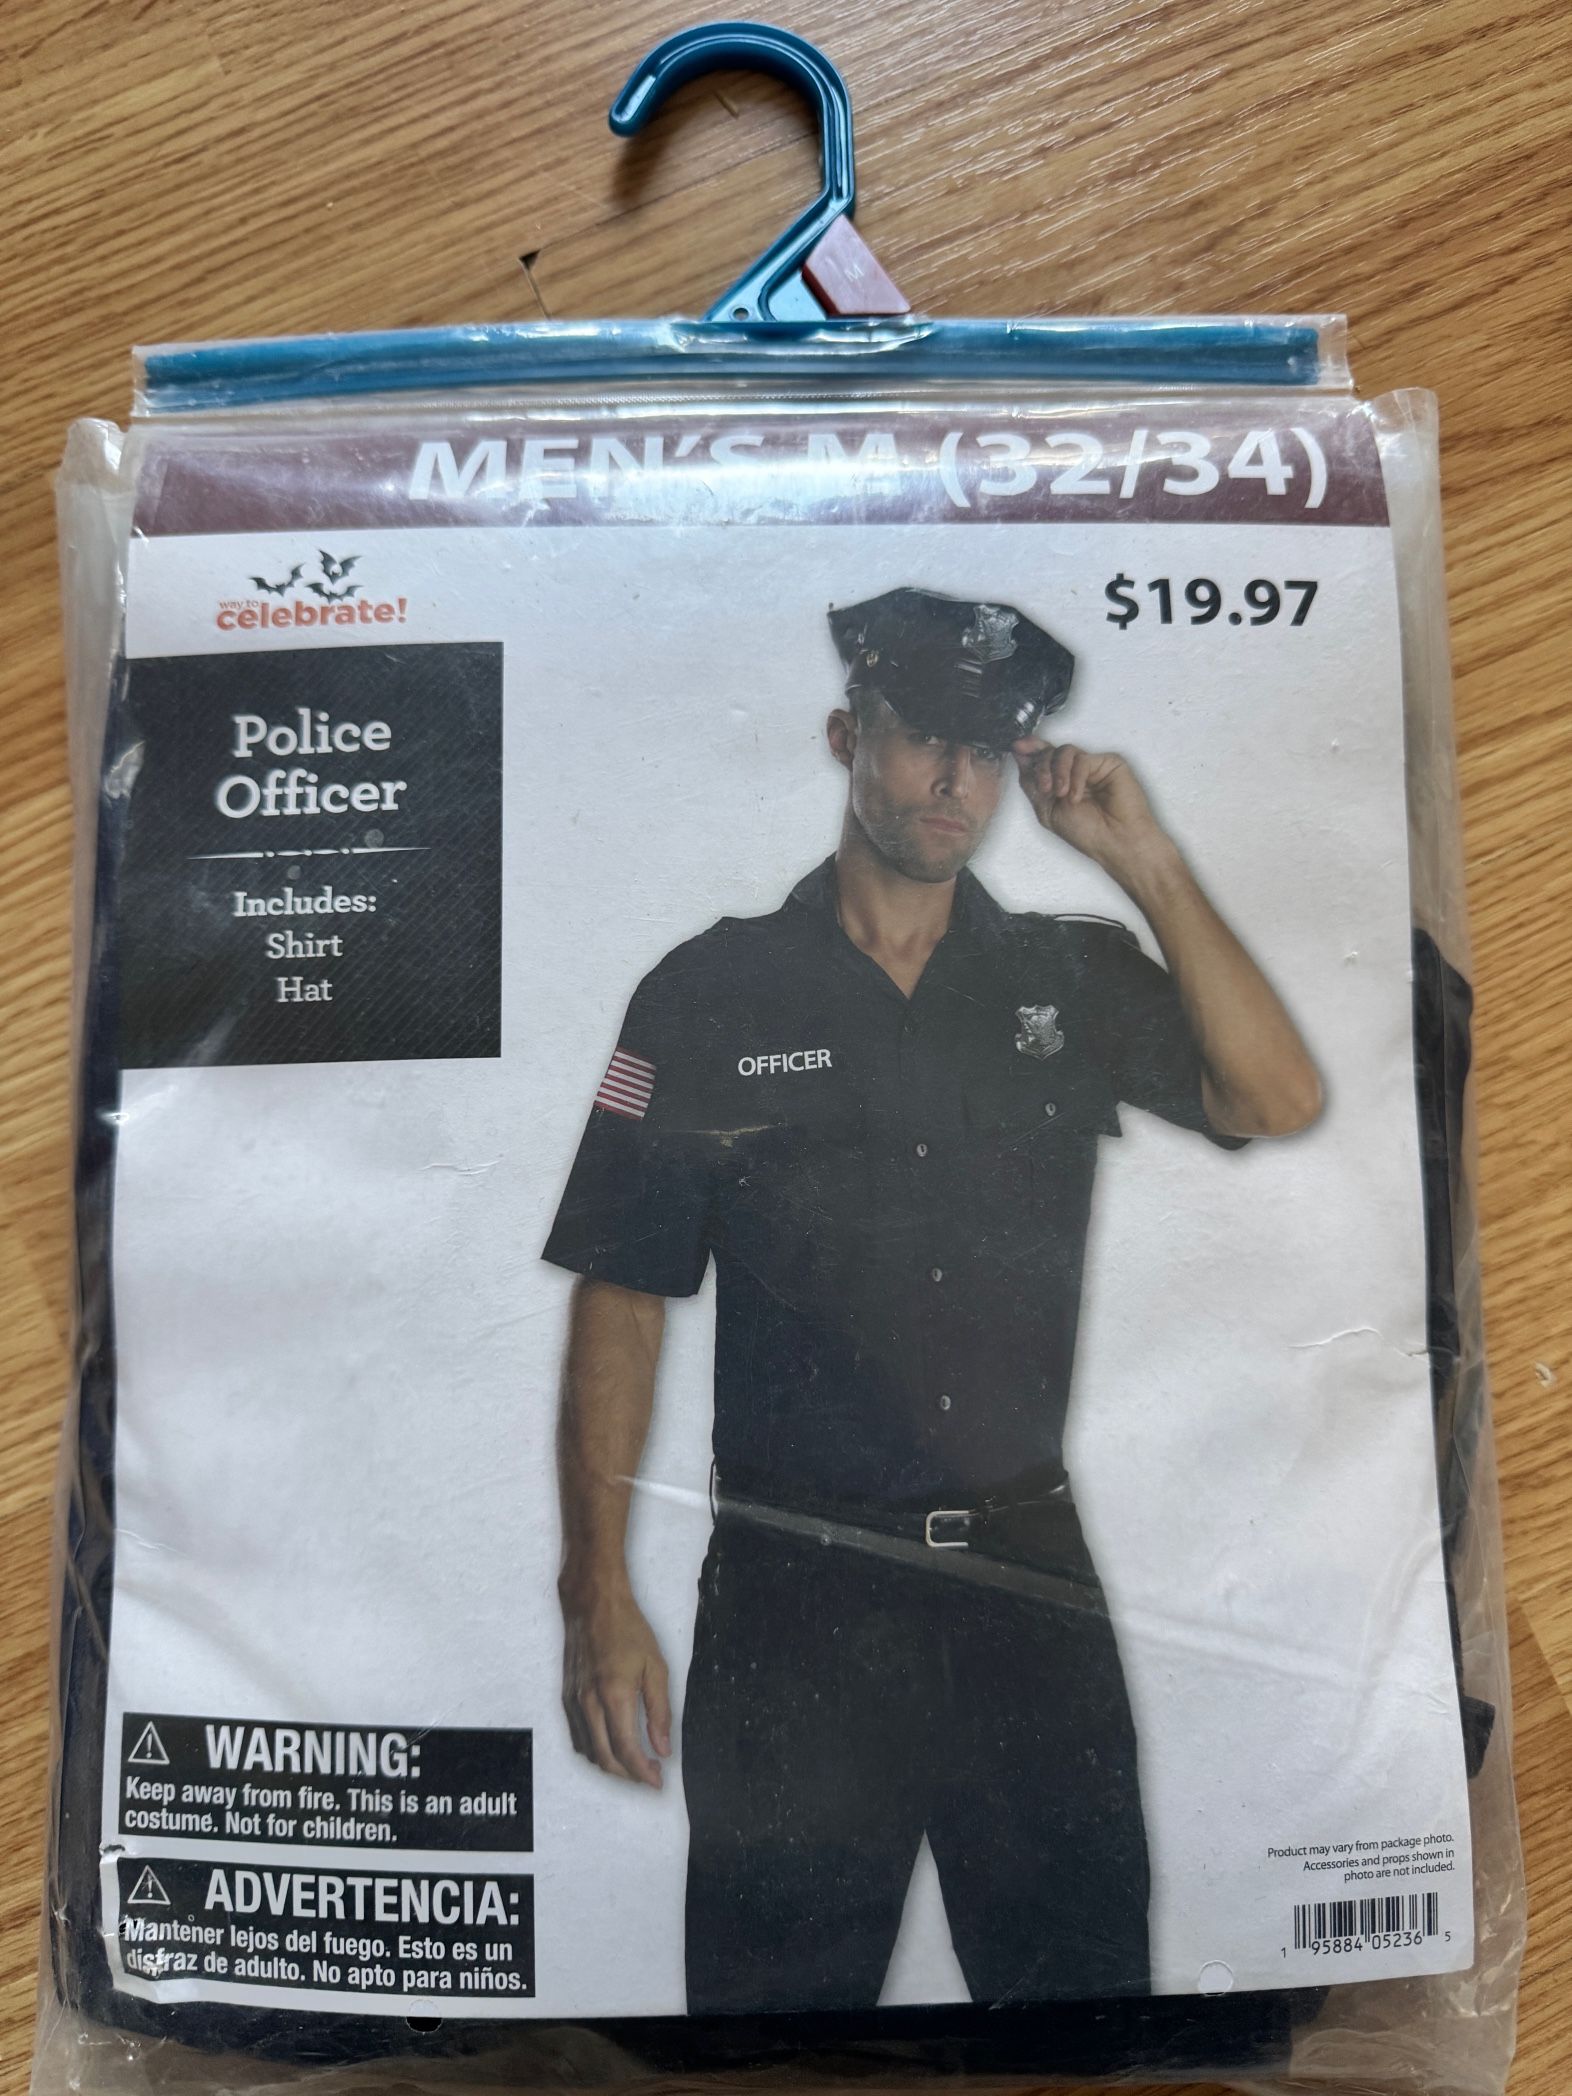 M
MEN'S M (32/34)
way to
celebrate!
$19.97
Police
Officer
Includes:
Shirt
Hat
OFFICER
WARNING:
Keep away from fire. This is an adult
costume. Not for children.
ADVERTENCIA:
Mantener lejos del fuego. Esto es un
disfraz de adulto. No apto para niños.
Product may vary from package photo.
Accessories and props shown in
photo are not included.
1 95884 05236 5